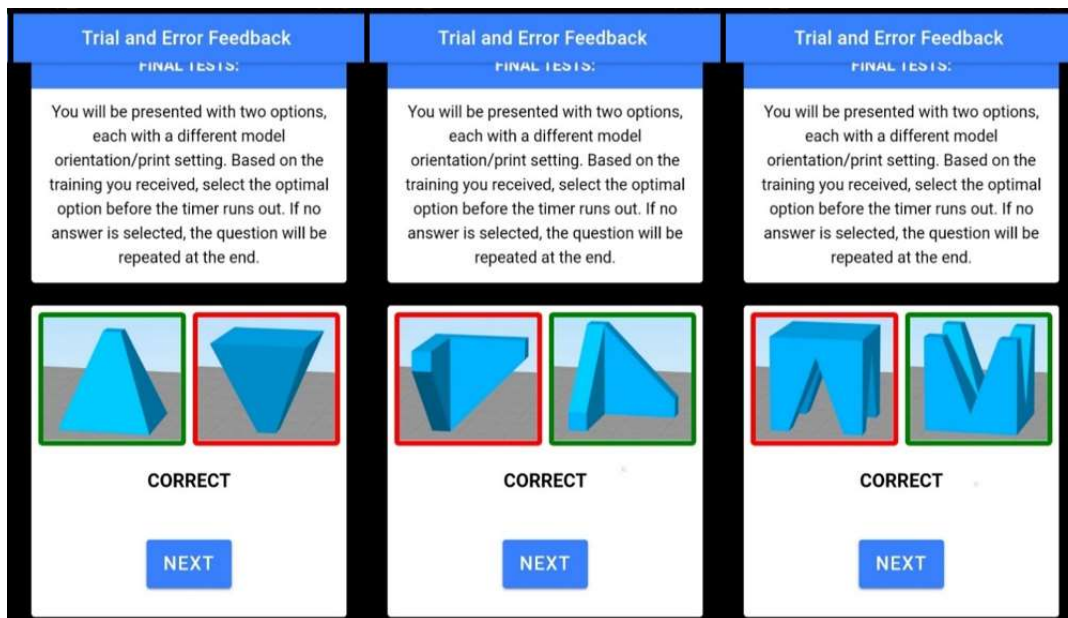 Trial and Error Feedback
FINAL TESTS:
You will be presented with two options,
each with a different model
orientation/print setting. Based on the
training you received, select the optimal
option before the timer runs out. If no
answer is selected, the question will be
repeated at the end.
CORRECT
NEXT
Trial and Error Feedback
FINAL TESTS:
You will be presented with two options,
each with a different model
orientation/print setting. Based on the
training you received, select the optimal
option before the timer runs out. If no
answer is selected, the question will be
repeated at the end.
CORRECT
NEXT
Trial and Error Feedback
FINAL TESTS:
You will be presented with two options,
each with a different model
orientation/print setting. Based on the
training you received, select the optimal
option before the timer runs out. If no
answer is selected, the question will be
repeated at the end.
CORRECT
NEXT